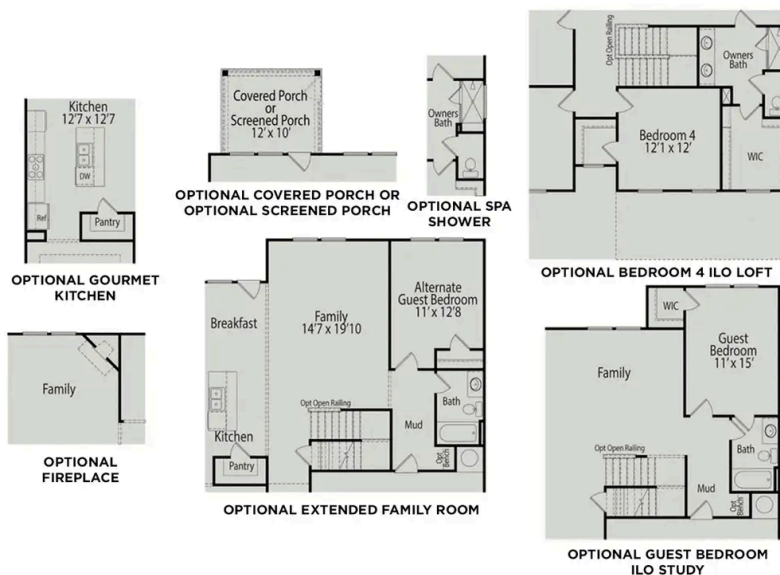 Kitchen
12'7 x 12'7
DW
Ref
Pantry
OPTIONAL GOURMET
KITCHEN
Covered Porch
or
Screened Porch
12' x 10'
OPTIONAL COVERED PORCH OR
OPTIONAL SCREENED PORCH
Owners
Bath
OPTIONAL SPA
SHOWER
Opt Open Railing
Owners
Bath
Bedroom 4
12'1 x 12'
WIC
OPTIONAL BEDROOM 4 ILO LOFT
Family
OPTIONAL
FIREPLACE
Breakfast
Family
14'7 x 19'10
Alternate
Guest Bedroom
11' x 12'8
Opt Open Railing
Kitchen
Pantry
Mud
Bath
Opt
Bench
OPTIONAL EXTENDED FAMILY ROOM
WIC
Guest
Bedroom
11' x 15'
Family
Opt Open Railing
Bath
Mud
Opt
Bench
OPTIONAL GUEST BEDROOM
ILO STUDY